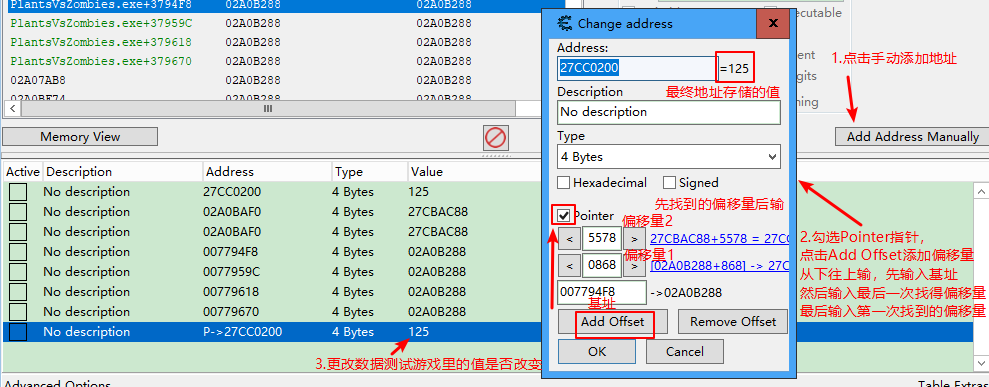 PlantsVsZombies.exe+3794F8 02A0B288 02A0B288
PlantsVsZombies.exe+37959C 02A0B288 02A0B288
PlantsVsZombies.exe+379618 02A0B288 02A0B288
PlantsVsZombies.exe+379670 02A0B288 02A0B288
02A07AB8 02A0B288 02A0B288
Memory View
1.点击手动添加地址
Add Address Manually
Change address
Address:
27CC0200 =125
Description 最终地址存储的值
No description
Type
4 Bytes
Hexadecimal Signed
Pointer 先找到的偏移量后输
偏移量2
< 5578 > 27CBAC88+5578 = 27CC
偏移量1
< 0868 > [02A0B288+868] -> 27C
007794F8 ->02A0B288
基址
Add Offset Remove Offset
OK Cancel
2.勾选Pointer指针，
点击Add Offset添加偏移量
从下往上输，先输入基址
然后输入最后一次找得偏移量
最后输入第一次找到的偏移量
Active Description Address Type Value
No description 27CC0200 4 Bytes 125
No description 02A0BAF0 4 Bytes 27CBAC88
No description 02A0BAF0 4 Bytes 27CBAC88
No description 007794F8 4 Bytes 02A0B288
No description 0077959C 4 Bytes 02A0B288
No description 00779618 4 Bytes 02A0B288
No description 00779670 4 Bytes 02A0B288
No description P->27CC0200 4 Bytes 125
3.更改数据测试游戏里的值是否改变
Advanced Options Table Extras